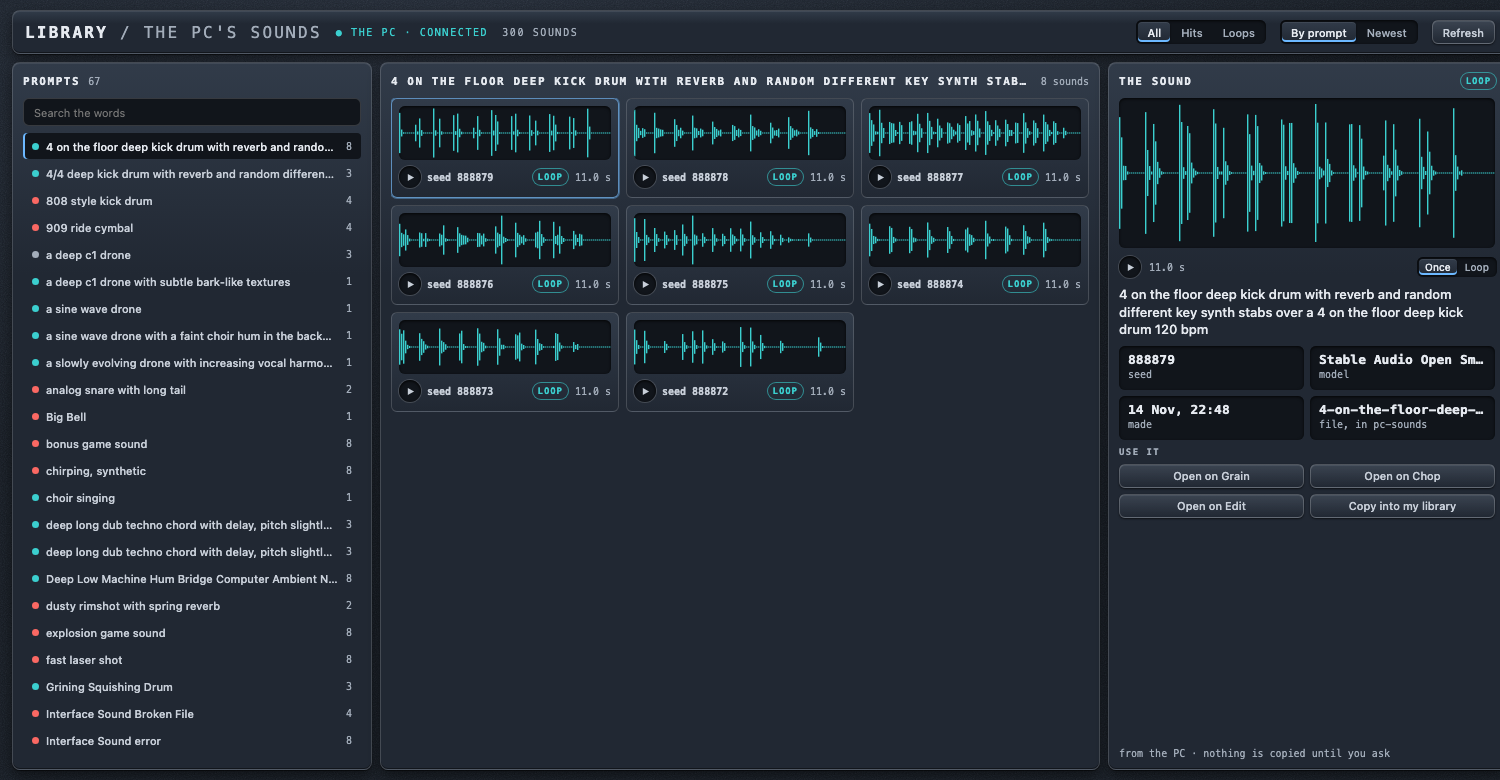 LIBRARY / THE PC'S SOUNDS ● THE PC · CONNECTED 300 SOUNDS
All Hits Loops By prompt Newest Refresh
PROMPTS 67
Search the words
4 on the floor deep kick drum with reverb and rando... 8
4/4 deep kick drum with reverb and random differen... 3
808 style kick drum 4
909 ride cymbal 4
a deep c1 drone 3
a deep c1 drone with subtle bark-like textures 1
a sine wave drone 1
a sine wave drone with a faint choir hum in the back... 1
a slowly evolving drone with increasing vocal harmo... 1
analog snare with long tail 2
Big Bell 1
bonus game sound 8
chirping, synthetic 8
choir singing 1
deep long dub techno chord with delay, pitch slightl... 3
deep long dub techno chord with delay, pitch slightl... 3
Deep Low Machine Hum Bridge Computer Ambient N... 8
dusty rimshot with spring reverb 2
explosion game sound 8
fast laser shot 8
Grining Squishing Drum 3
Interface Sound Broken File 4
Interface Sound error 8
4 ON THE FLOOR DEEP KICK DRUM WITH REVERB AND RANDOM DIFFERENT KEY SYNTH STAB… 8 sounds
seed 888879 LOOP 11.0 s
seed 888878 LOOP 11.0 s
seed 888877 LOOP 11.0 s
seed 888876 LOOP 11.0 s
seed 888875 LOOP 11.0 s
seed 888874 LOOP 11.0 s
seed 888873 LOOP 11.0 s
seed 888872 LOOP 11.0 s
THE SOUND LOOP
11.0 s Once Loop
4 on the floor deep kick drum with reverb and random
different key synth stabs over a 4 on the floor deep kick
drum 120 bpm
888879
seed
Stable Audio Open Sm…
model
14 Nov, 22:48
made
4-on-the-floor-deep-…
file, in pc-sounds
USE IT
Open on Grain
Open on Chop
Open on Edit
Copy into my library
from the PC · nothing is copied until you ask